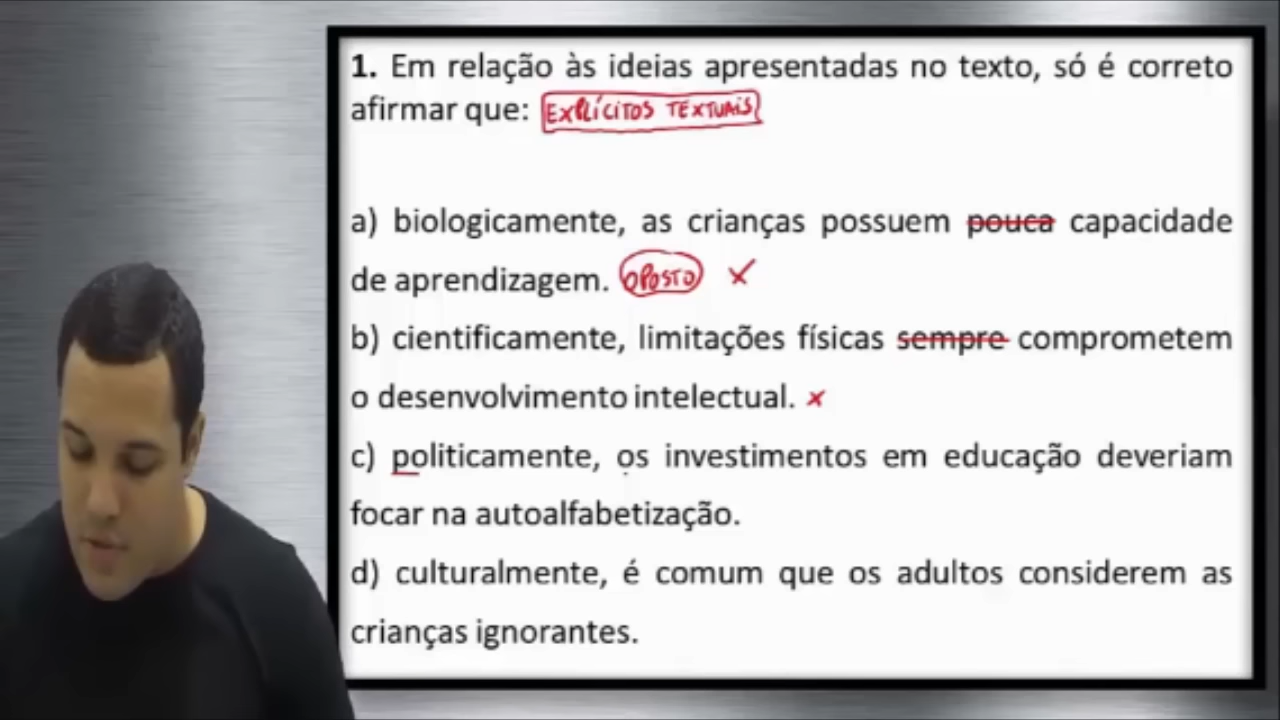 1. Em relação às ideias apresentadas no texto, só é correto
afirmar que: EXPLÍCITOS TEXTUAIS
a) biologicamente, as crianças possuem pouca capacidade
de aprendizagem. OPOSTO X
b) cientificamente, limitações físicas sempre comprometem
o desenvolvimento intelectual. x
c) politicamente, os investimentos em educação deveriam
focar na autoalfabetização.
d) culturalmente, é comum que os adultos considerem as
crianças ignorantes.